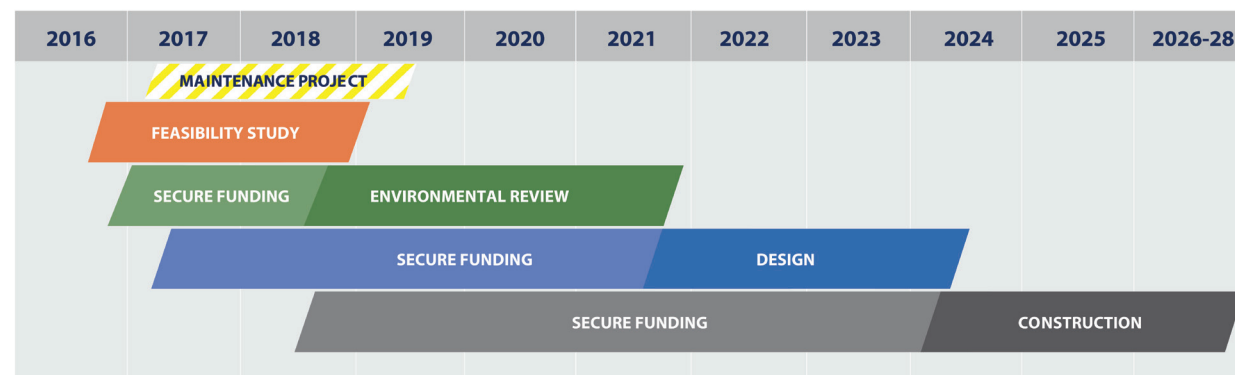 2016 2017 2018 2019 2020 2021 2022 2023 2024 2025 2026-28
MAINTENANCE PROJECT
FEASIBILITY STUDY
SECURE FUNDING ENVIRONMENTAL REVIEW
SECURE FUNDING DESIGN
SECURE FUNDING CONSTRUCTION